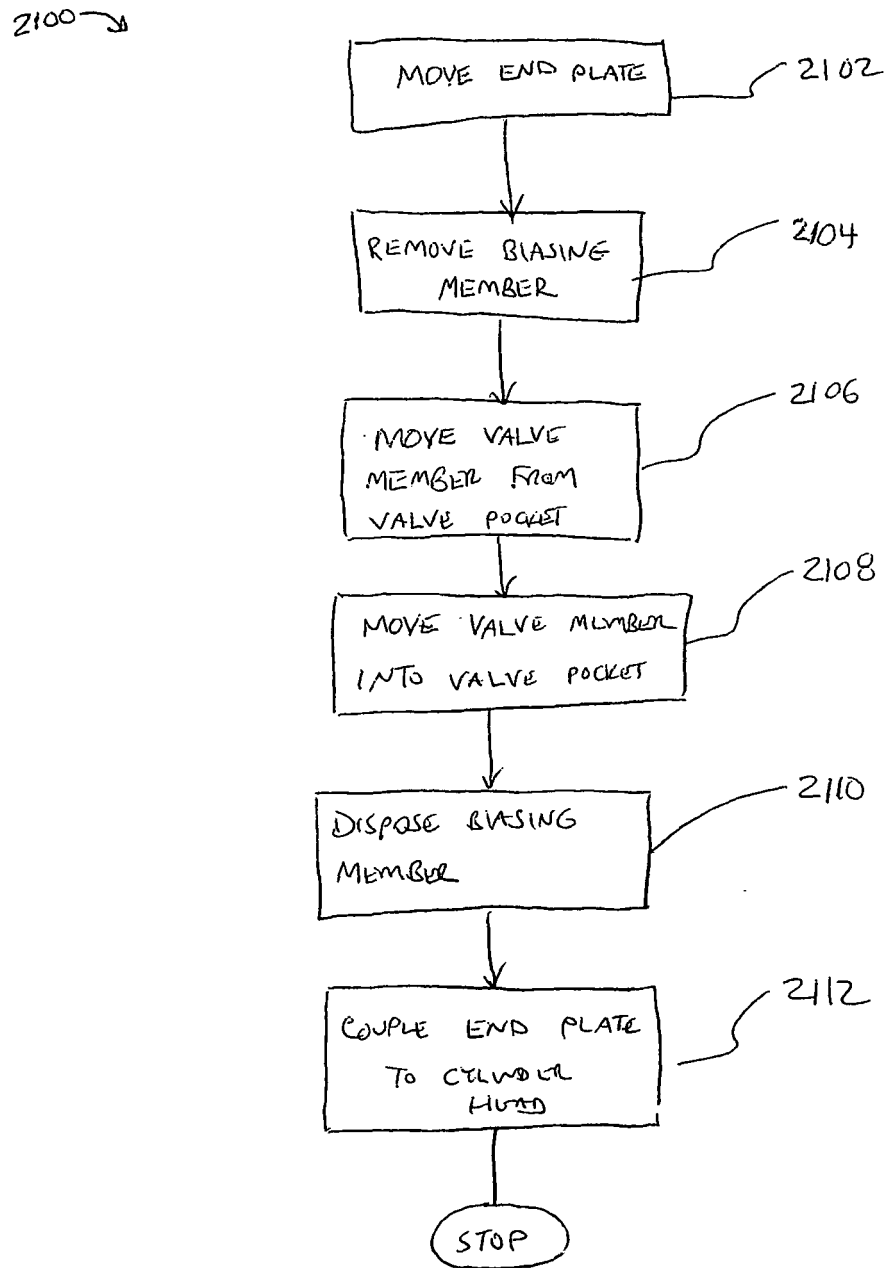 2100
MOVE END PLATE
2102
REMOVE BIASING
MEMBER
2104
MOVE VALVE
MEMBER FROM
VALVE POCKET
2106
MOVE VALVE MEMBER
INTO VALVE POCKET
2108
DISPOSE BIASING
MEMBER
2110
COUPLE END PLATE
TO CYLINDER
HEAD
2112
STOP